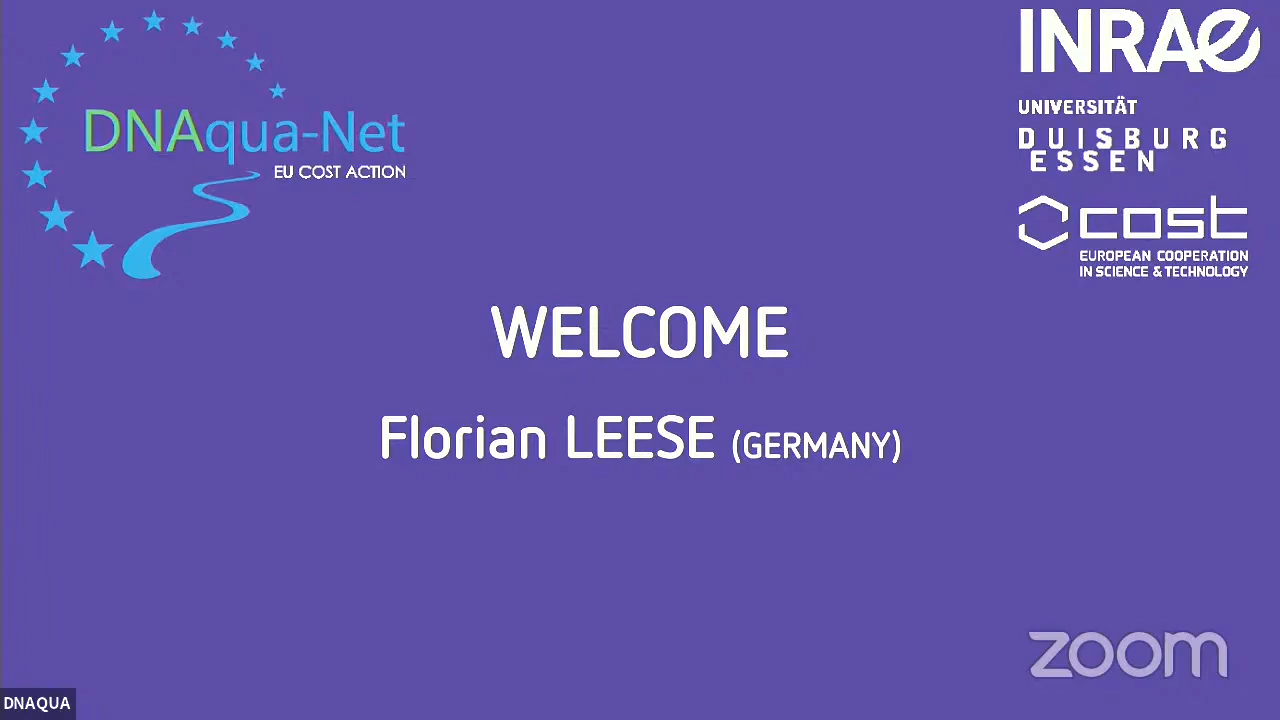 DNAqua-Net
EU COST ACTION
INRAE
UNIVERSITÄT
DUISBURG
ESSEN
cost
EUROPEAN COOPERATION
IN SCIENCE & TECHNOLOGY
WELCOME
Florian LEESE (GERMANY)
zoom
DNAQUA